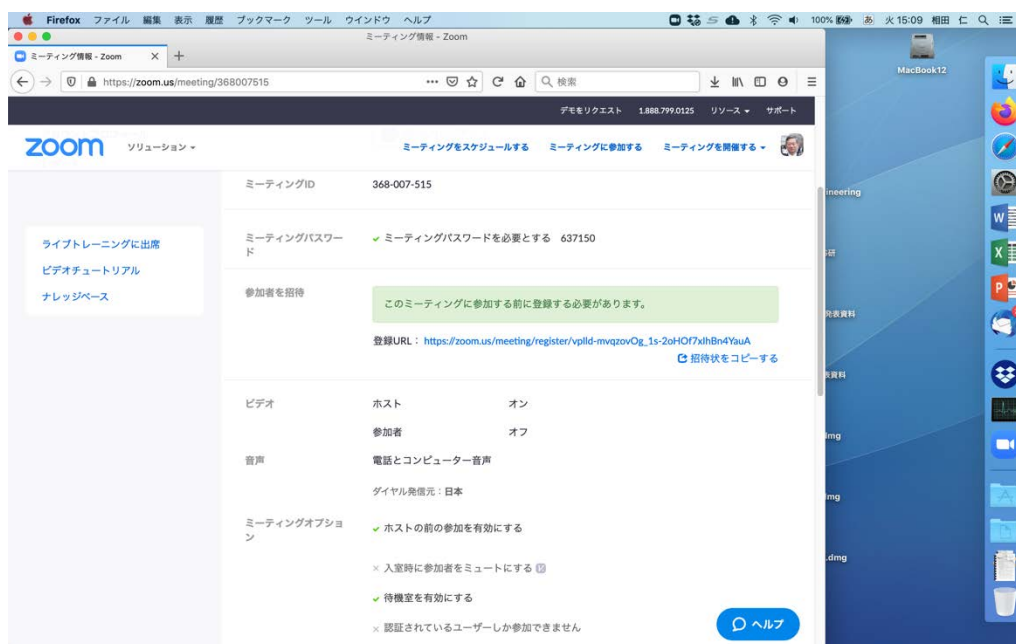 Firefox ファイル 編集 表示 履歴 ブックマーク ツール ウインドウ ヘルプ 100% あ 火 15:09 相田 仁
ミーティング情報 - Zoom
ミーティング情報 - Zoom
https://zoom.us/meeting/368007515 検索
MacBook12
デモをリクエスト 1.888.799.0125 リソース サポート
zoom ソリューション ミーティングをスケジュールする ミーティングに参加する ミーティングを開催する
ミーティングID 368-007-515
ineering
ライブトレーニングに出席
ビデオチュートリアル
ナレッジベース
ミーティングパスワー
ド
ミーティングパスワードを必要とする 637150
参加者を招待
このミーティングに参加する前に登録する必要があります。
登録URL: https://zoom.us/meeting/register/vplld-mvqzovOg_1s-2oHOf7xlhBn4YauA
招待状をコピーする
発表資料
表資料
ビデオ ホスト オン
参加者 オフ
img
音声 電話とコンピューター音声
ダイヤル発信元:日本
img
ミーティングオプショ
ン
ホストの前の参加を有効にする
入室時に参加者をミュートにする
.dmg
待機室を有効にする
認証されているユーザーしか参加できません
ヘルプ